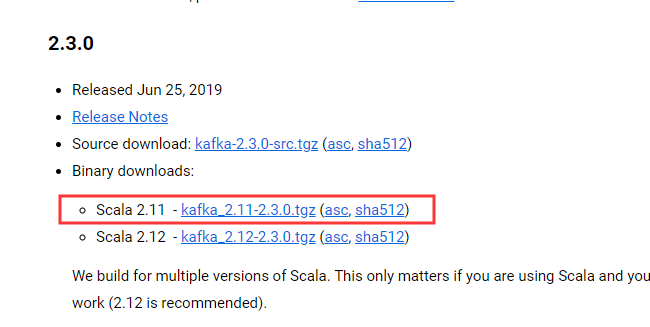 2.3.0
Released Jun 25, 2019
Release Notes
Source download: kafka-2.3.0-src.tgz (asc, sha512)
Binary downloads:
Scala 2.11 - kafka_2.11-2.3.0.tgz (asc, sha512)
Scala 2.12 - kafka_2.12-2.3.0.tgz (asc, sha512)
We build for multiple versions of Scala. This only matters if you are using Scala and you
work (2.12 is recommended).